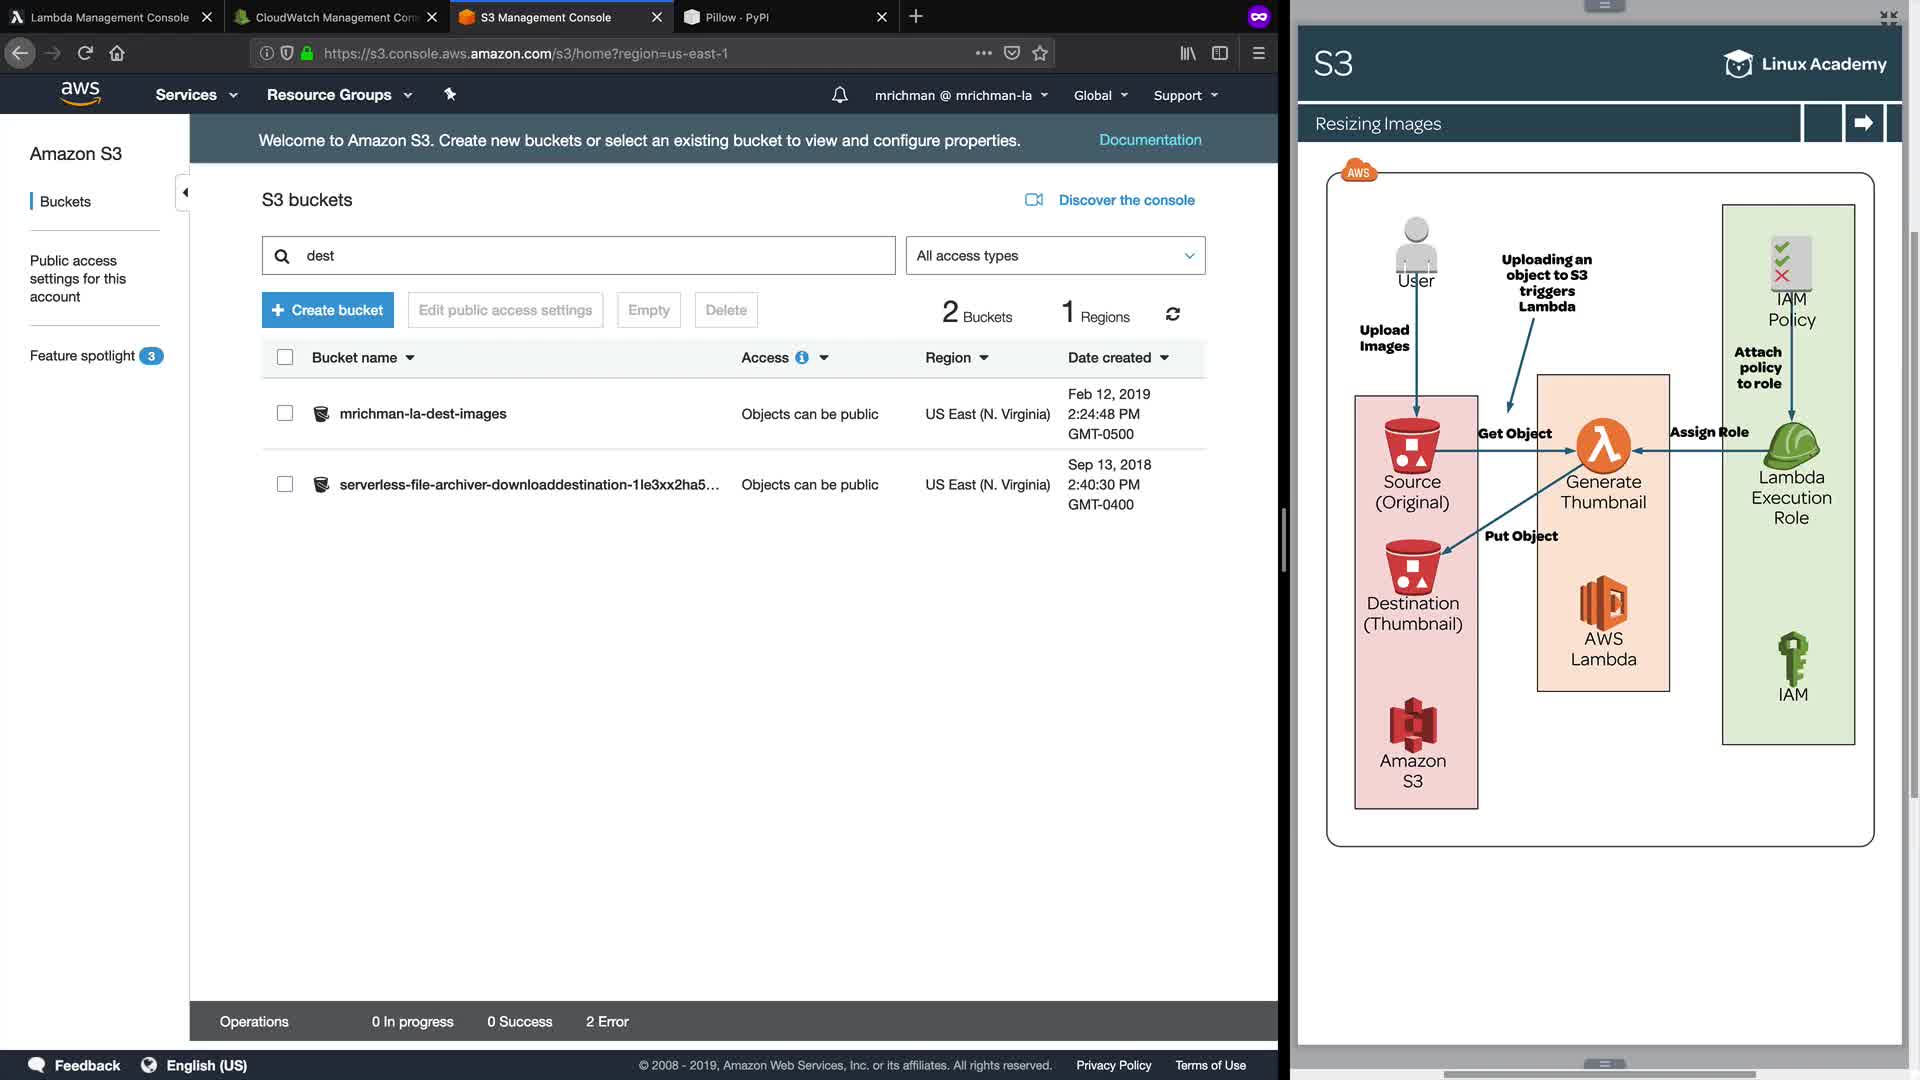 Lambda Management Console
CloudWatch Management Con
S3 Management Console
Pillow · PyPI
https://s3.console.aws.amazon.com/s3/home?region=us-east-1
aws
Services
Resource Groups
mrichman @ mrichman-la
Global
Support
Amazon S3
Buckets
Public access
settings for this
account
Feature spotlight 3
Welcome to Amazon S3. Create new buckets or select an existing bucket to view and configure properties.
Documentation
S3 buckets
Discover the console
dest
All access types
+ Create bucket
Edit public access settings
Empty
Delete
2 Buckets
1 Regions
Bucket name
Access
Region
Date created
mrichman-la-dest-images
Objects can be public
US East (N. Virginia)
Feb 12, 2019
2:24:48 PM
GMT-0500
serverless-file-archiver-downloaddestination-1le3xx2ha5...
Objects can be public
US East (N. Virginia)
Sep 13, 2018
2:40:30 PM
GMT-0400
Operations
0 In progress
0 Success
2 Error
Feedback
English (US)
© 2008 - 2019, Amazon Web Services, Inc. or its affiliates. All rights reserved.
Privacy Policy
Terms of Use
S3
Linux Academy
Resizing Images
AWS
User
Upload
Images
Uploading an
object to S3
triggers
Lambda
IAM
Policy
Attach
policy
to role
Get Object
Assign Role
Source
(Original)
Generate
Thumbnail
Lambda
Execution
Role
Put Object
Destination
(Thumbnail)
AWS
Lambda
IAM
Amazon
S3